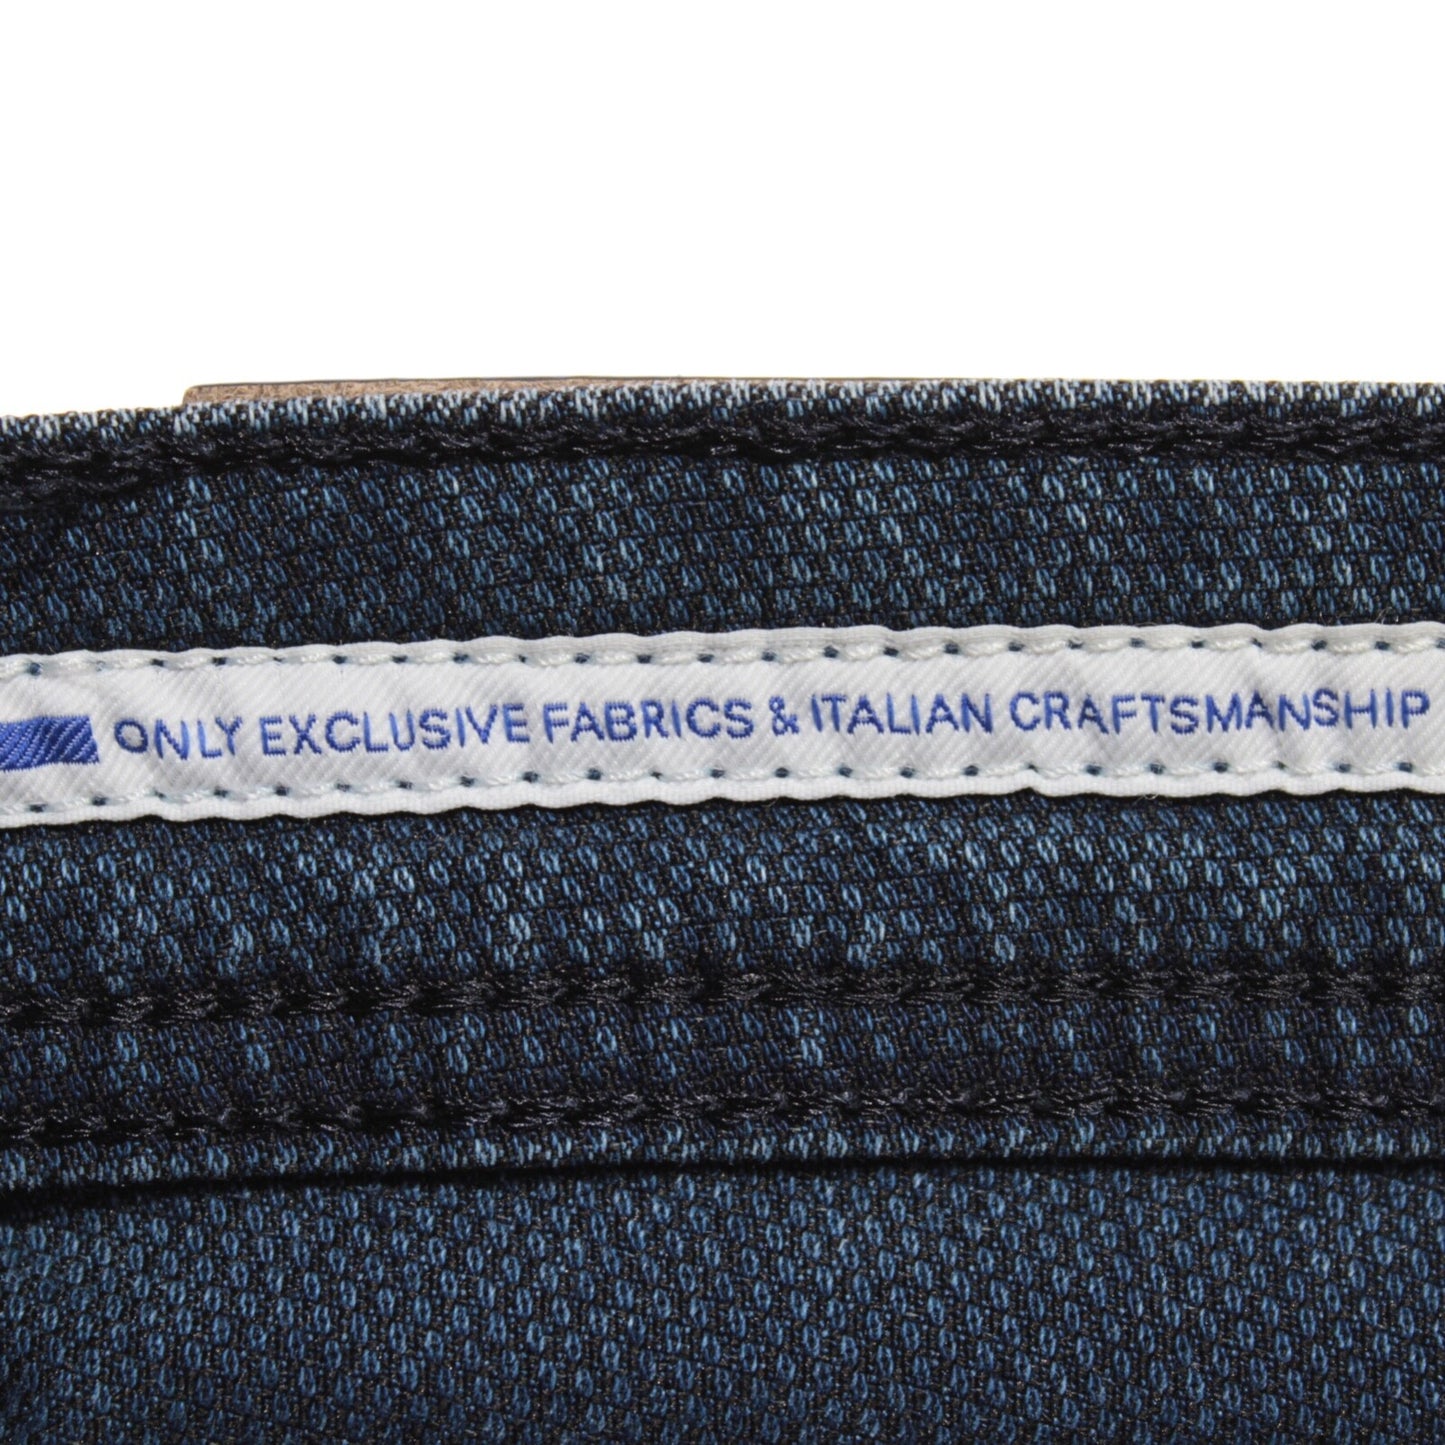 ONLY EXCLUSIVE FABRICS & ITALIAN CRAFTSMANSHIP